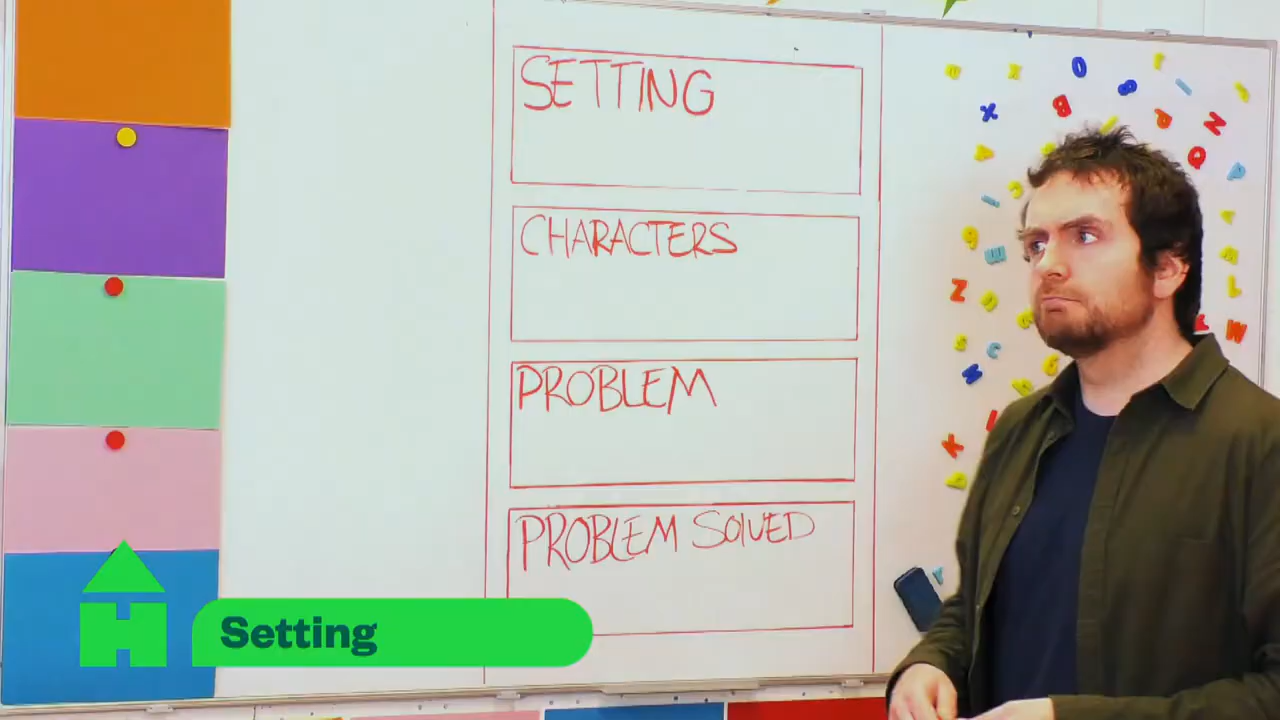 SETTING
CHARACTERS
PROBLEM
PROBLEM SOLVED
Setting